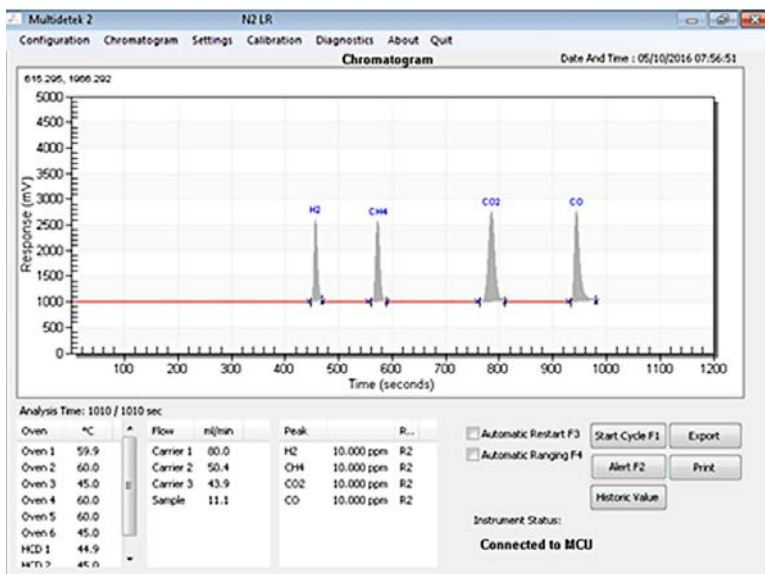 Multidetek 2 N2 LR
Configuration Chromatogram Settings Calibration Diagnostics About Quit
Chromatogram Date And Time : 05/10/2016 07:56:51
615.295, 1966.292
5000
4500
4000
3500
3000
2500
2000
1500
1000
500
0
Response (mV)
H2 CH4 CO2 CO
100 200 300 400 500 600 700 800 900 1000 1100 1200
Time (seconds)
Analysis Time: 1010 / 1010 sec
Oven °C
Oven 1 59.9
Oven 2 60.0
Oven 3 45.0
Oven 4 60.0
Oven 5 60.0
Oven 6 45.0
HCD 1 44.9
HCD 2 45.0
Flow ml/min
Carrier 1 80.0
Carrier 2 50.4
Carrier 3 43.9
Sample 11.1
Peak R...
H2 10.000 ppm R2
CH4 10.000 ppm R2
CO2 10.000 ppm R2
CO 10.000 ppm R2
Automatic Restart F3
Automatic Ranging F4
Start Cycle F1 Export
Alert F2 Print
Historic Value
Instrument Status:
Connected to MCU